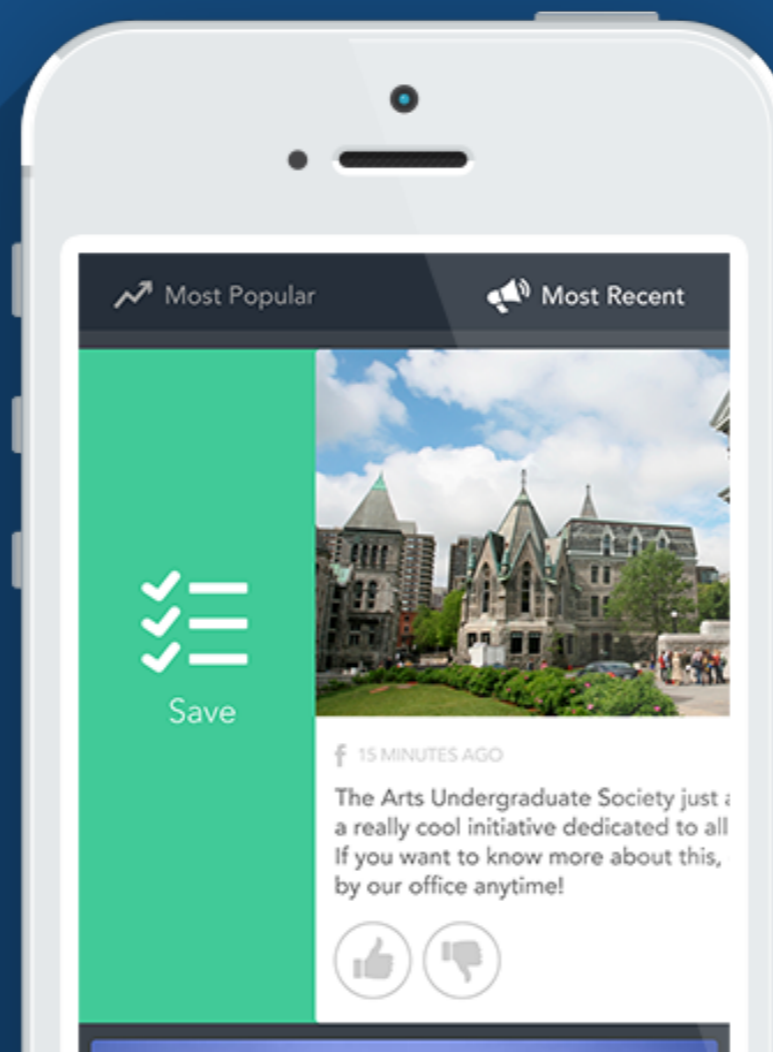 Most Popular
Most Recent
Save
f 15 MINUTES AGO
The Arts Undergraduate Society just
a really cool initiative dedicated to all
If you want to know more about this,
by our office anytime!